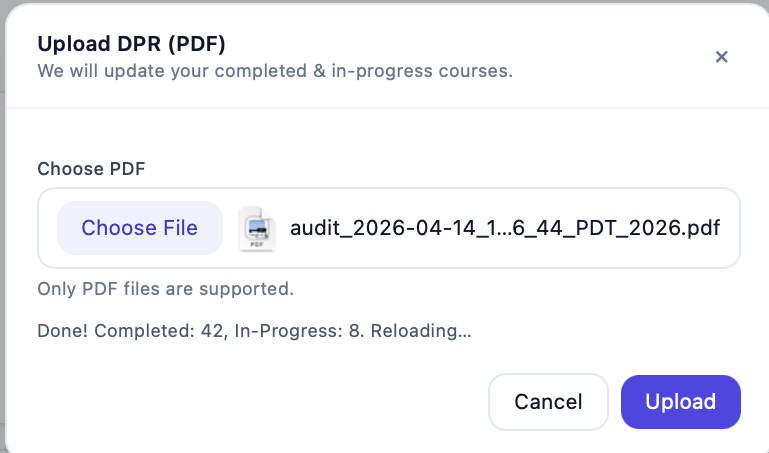 Upload DPR (PDF)
We will update your completed & in-progress courses.
×
Choose PDF
Choose File
PDF
audit_2026-04-14_1...6_44_PDT_2026.pdf
Only PDF files are supported.
Done! Completed: 42, In-Progress: 8. Reloading...
Cancel
Upload